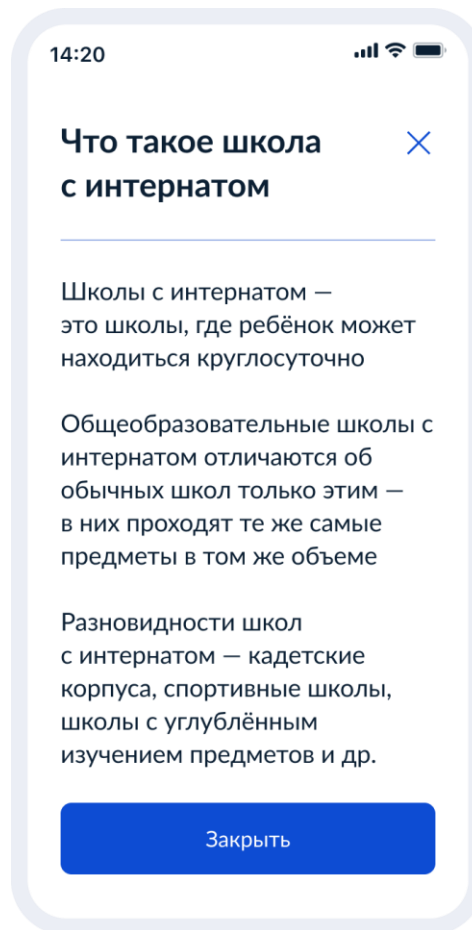 14:20
Что такое школа
с интернатом
Школы с интернатом —
это школы, где ребёнок может
находиться круглосуточно
Общеобразовательные школы с
интернатом отличаются об
обычных школ только этим —
в них проходят те же самые
предметы в том же объеме
Разновидности школ
с интернатом — кадетские
корпуса, спортивные школы,
школы с углублённым
изучением предметов и др.
Закрыть